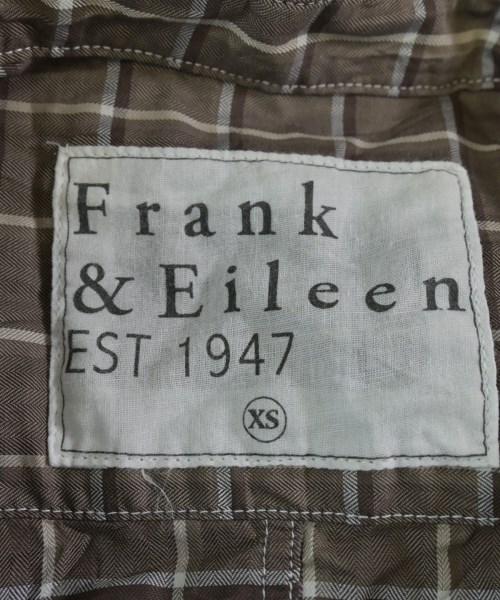 Frank
& Eileen
EST 1947
XS